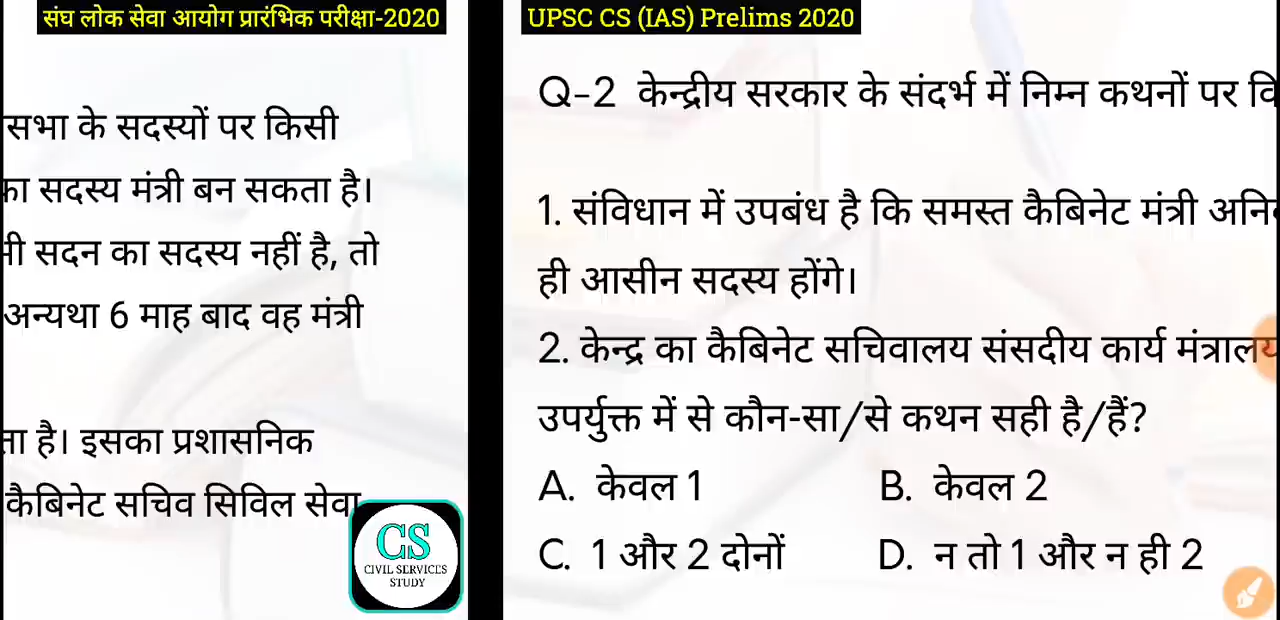 संघ लोक सेवा आयोग प्रारंभिक परीक्षा-2020
सभा के सदस्यों पर किसी
का सदस्य मंत्री बन सकता है।
भी सदन का सदस्य नहीं है, तो
अन्यथा 6 माह बाद वह मंत्री
है। इसका प्रशासनिक
कैबिनेट सचिव सिविल सेवा
CS
CIVIL SERVICES
STUDY
UPSC CS (IAS) Prelims 2020
Q-2 केन्द्रीय सरकार के संदर्भ में निम्न कथनों पर
1. संविधान में उपबंध है कि समस्त कैबिनेट मंत्री
ही आसीन सदस्य होंगे।
2. केन्द्र का कैबिनेट सचिवालय संसदीय कार्य मंत्रालय
उपर्युक्त में से कौन-सा/से कथन सही है/हैं?
A. केवल 1 B. केवल 2
C. 1 और 2 दोनों D. न तो 1 और न ही 2